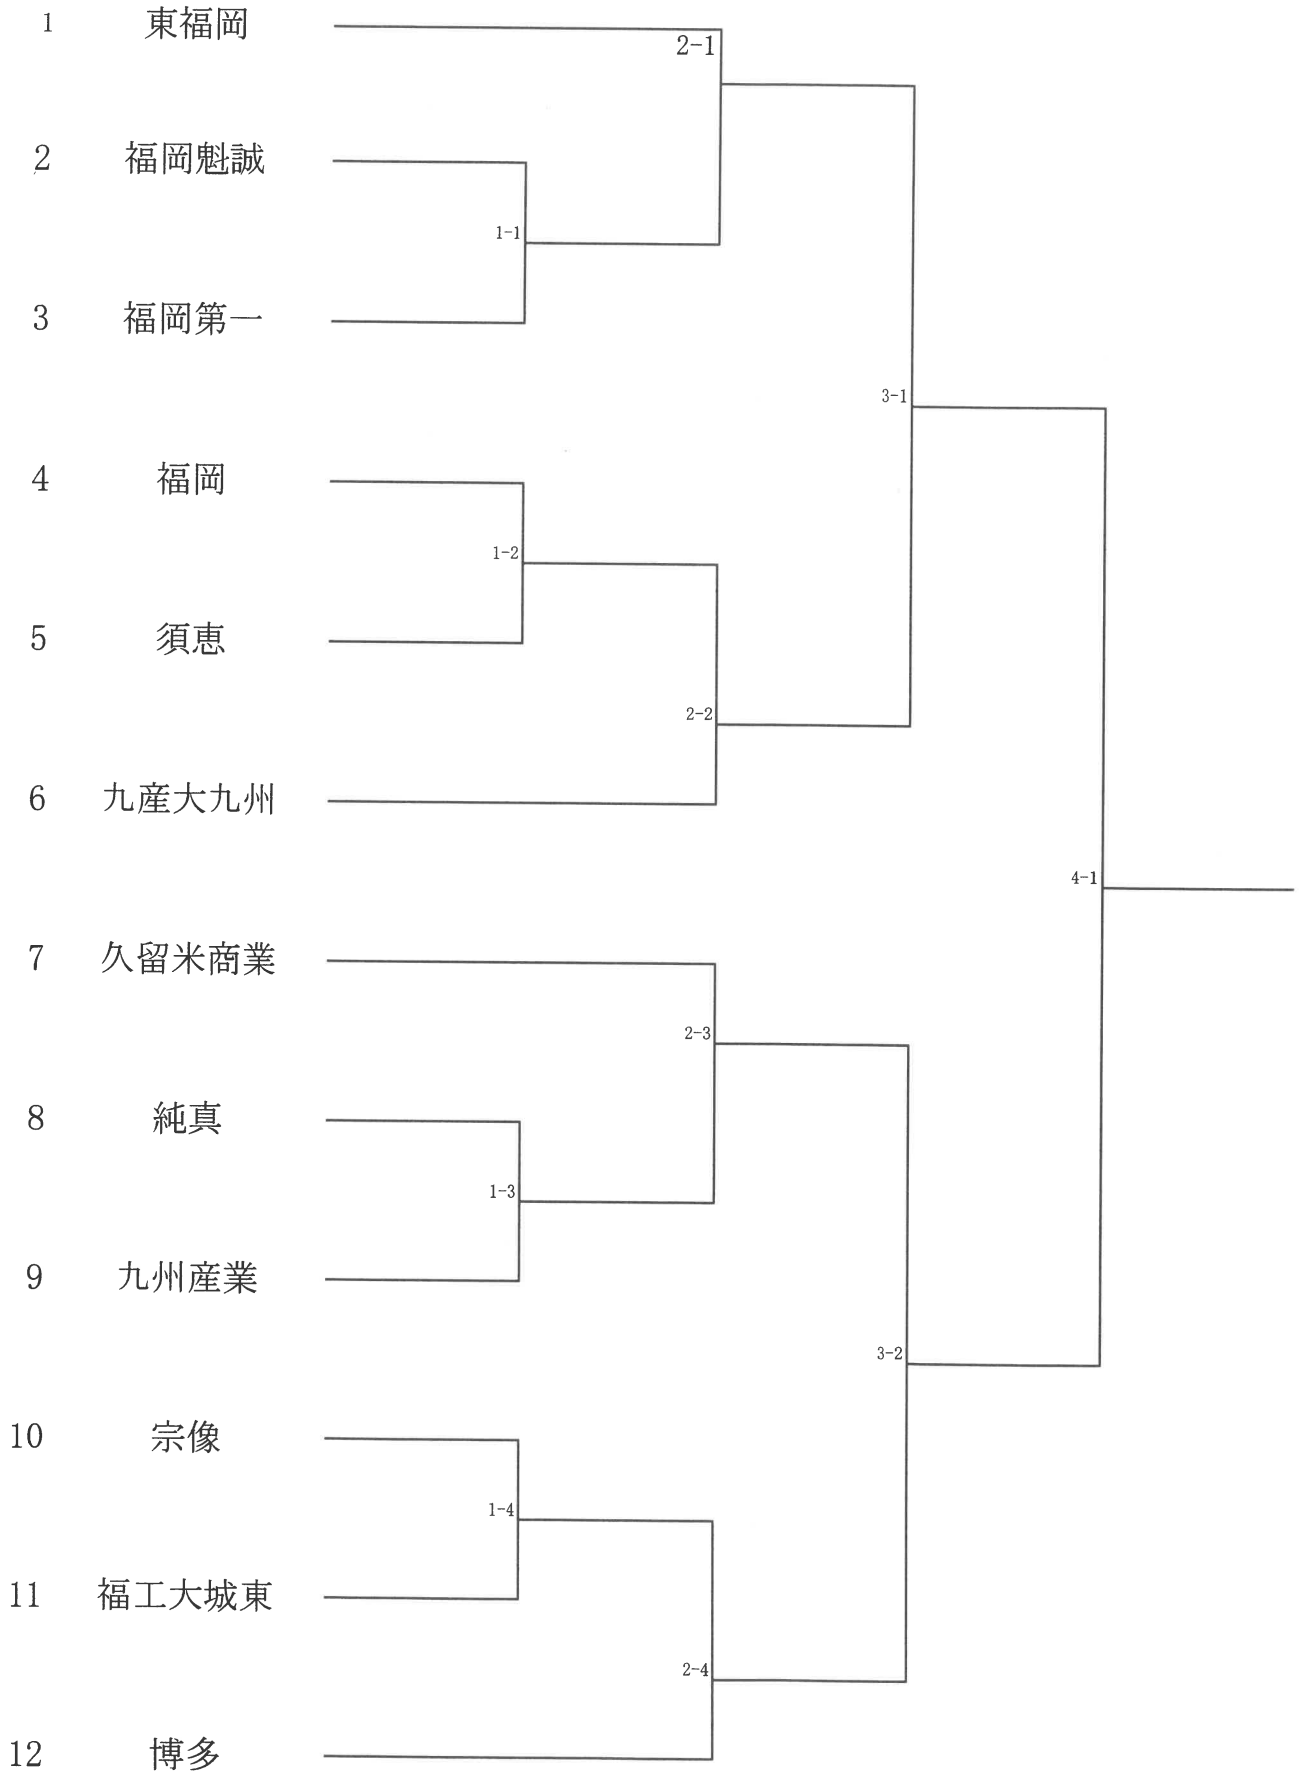 1 東福岡
2-1
2 福岡魁誠
1-1
3 福岡第一
3-1
4 福岡
1-2
5 須恵
2-2
6 九産大九州
4-1
7 久留米商業
2-3
8 純真
1-3
9 九州産業
3-2
10 宗像
1-4
11 福工大城東
2-4
12 博多